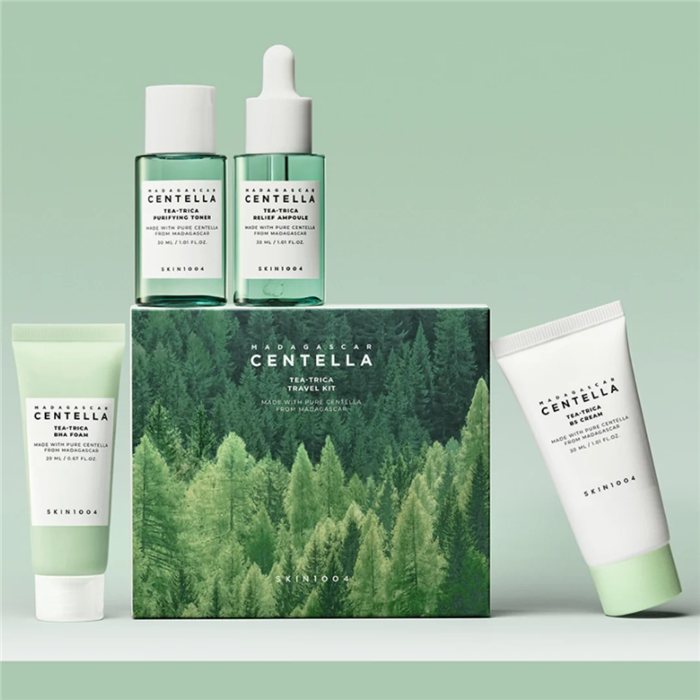 MADAGASCAR
CENTELLA
TEA-TRICA
PURIFYING TONER
MADE WITH PURE CENTELLA
FROM MADAGASCAR
30 ML / 1.01 FL.OZ.
SKIN1004
MADAGASCAR
CENTELLA
TEA-TRICA
RELIEF AMPOULE
MADE WITH PURE CENTELLA
FROM MADAGASCAR
30 ML / 1.01 FL.OZ.
SKIN1004
MADAGASCAR
CENTELLA
TEA-TRICA
TRAVEL KIT
MADE WITH PURE CENTELLA
FROM MADAGASCAR
SKIN1004
MADAGASCAR
CENTELLA
TEA-TRICA
BHA FOAM
MADE WITH PURE CENTELLA
FROM MADAGASCAR
20 ML / 0.67 FL.OZ.
SKIN1004
MADAGASCAR
CENTELLA
TEA-TRICA
B5 CREAM
MADE WITH PURE CENTELLA
FROM MADAGASCAR
30 ML / 1.01 FL.OZ.
SKIN1004